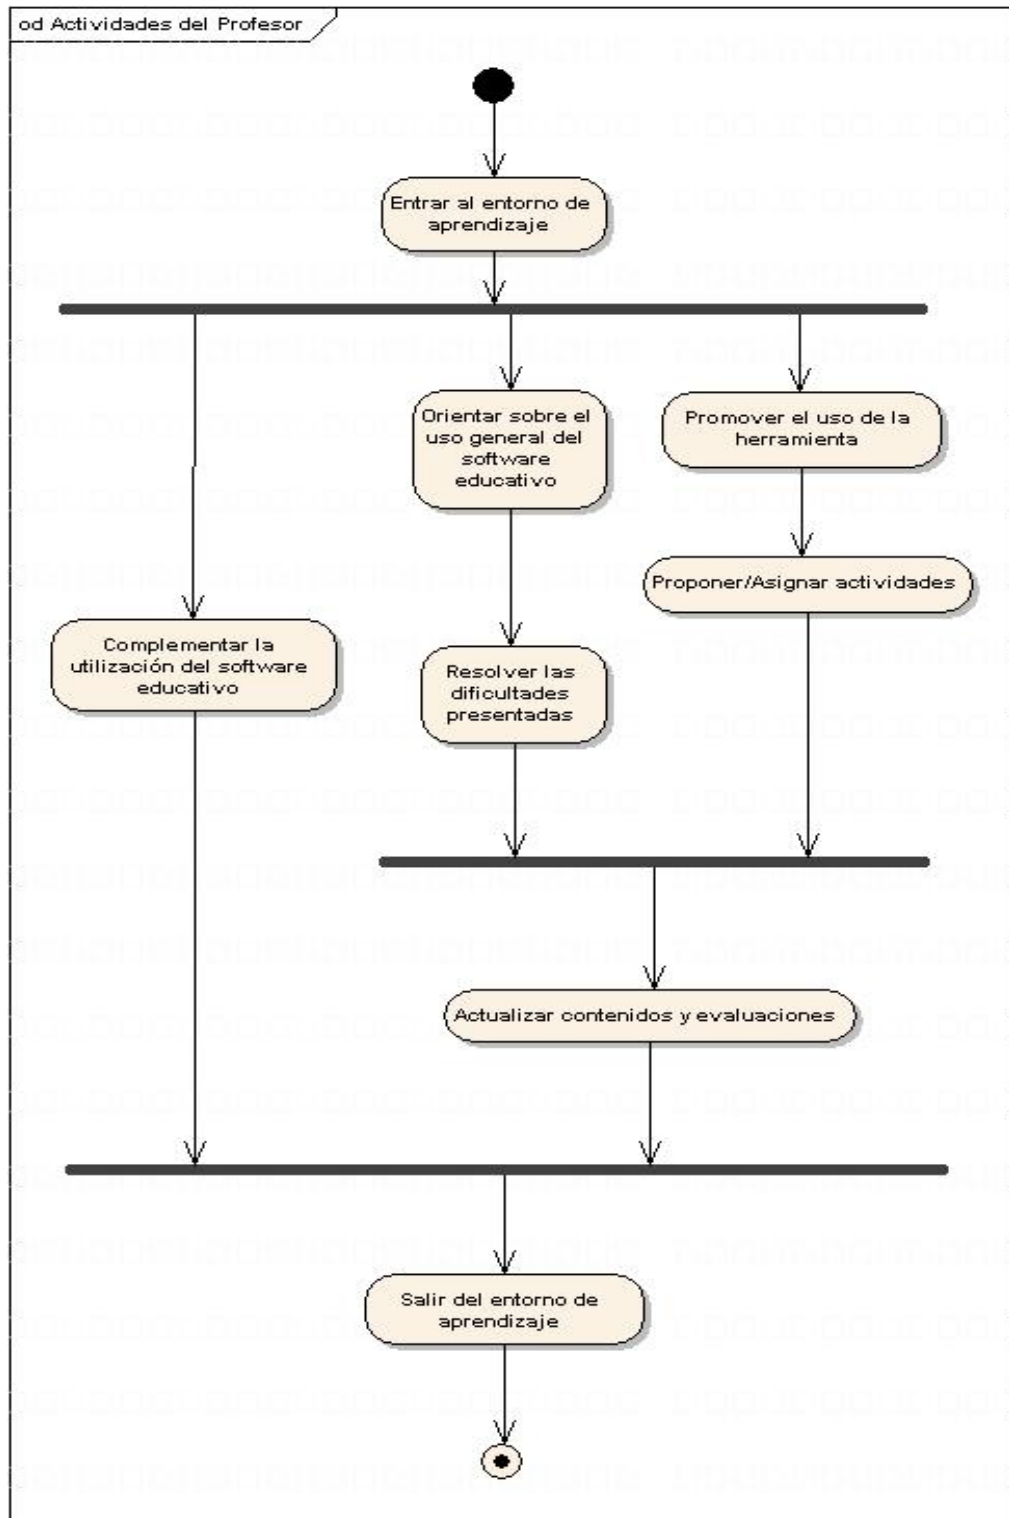 od Actividades del Profesor
Entrar al entorno de
aprendizaje
Orientar sobre el
uso general del
software
educativo
Promover el uso de la
herramienta
Proponer/Asignar actividades
Complementar la
utilización del software
educativo
Resolver las
dificultades
presentadas
Actualizar contenidos y evaluaciones
Salir del entorno de
aprendizaje